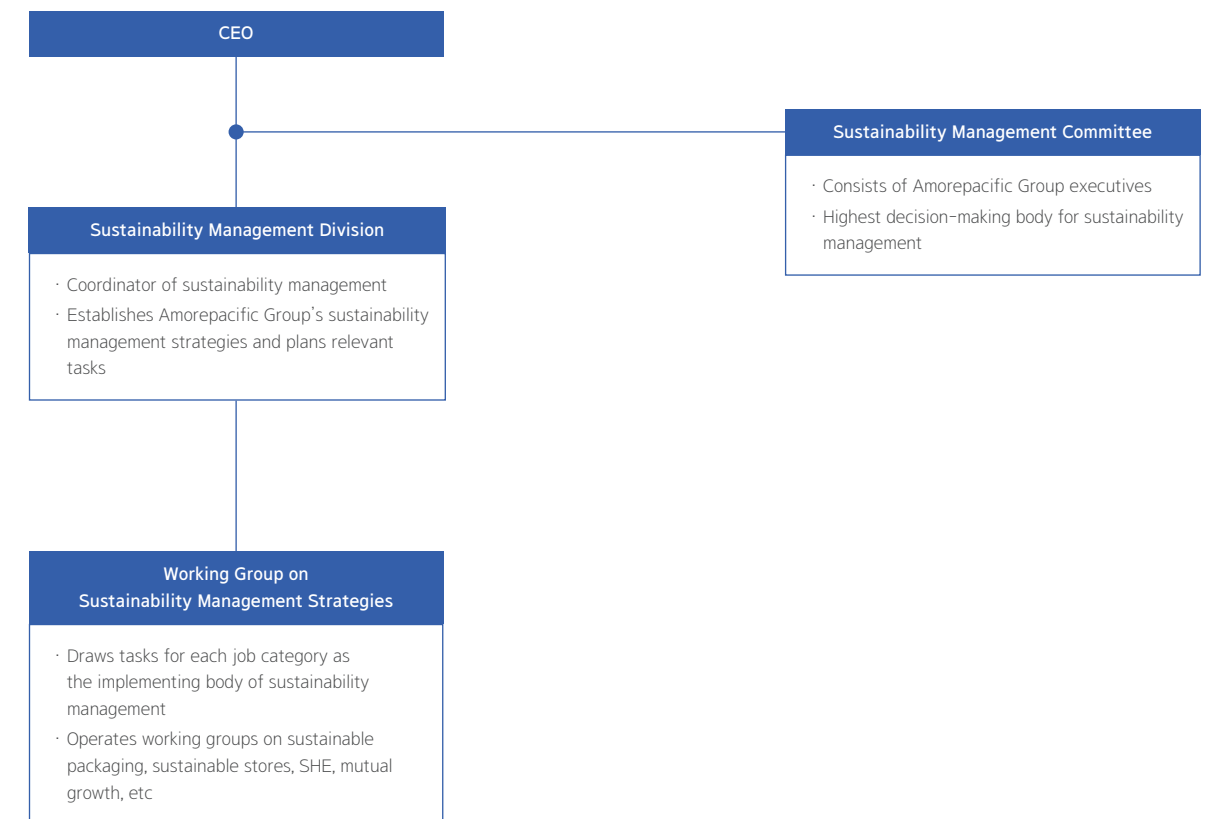 CEO
Sustainability Management Committee
· Consists of Amorepacific Group executives
· Highest decision-making body for sustainability
management
Sustainability Management Division
· Coordinator of sustainability management
· Establishes Amorepacific Group's sustainability
management strategies and plans relevant
tasks
Working Group on
Sustainability Management Strategies
· Draws tasks for each job category as
the implementing body of sustainability
management
· Operates working groups on sustainable
packaging, sustainable stores, SHE, mutual
growth, etc